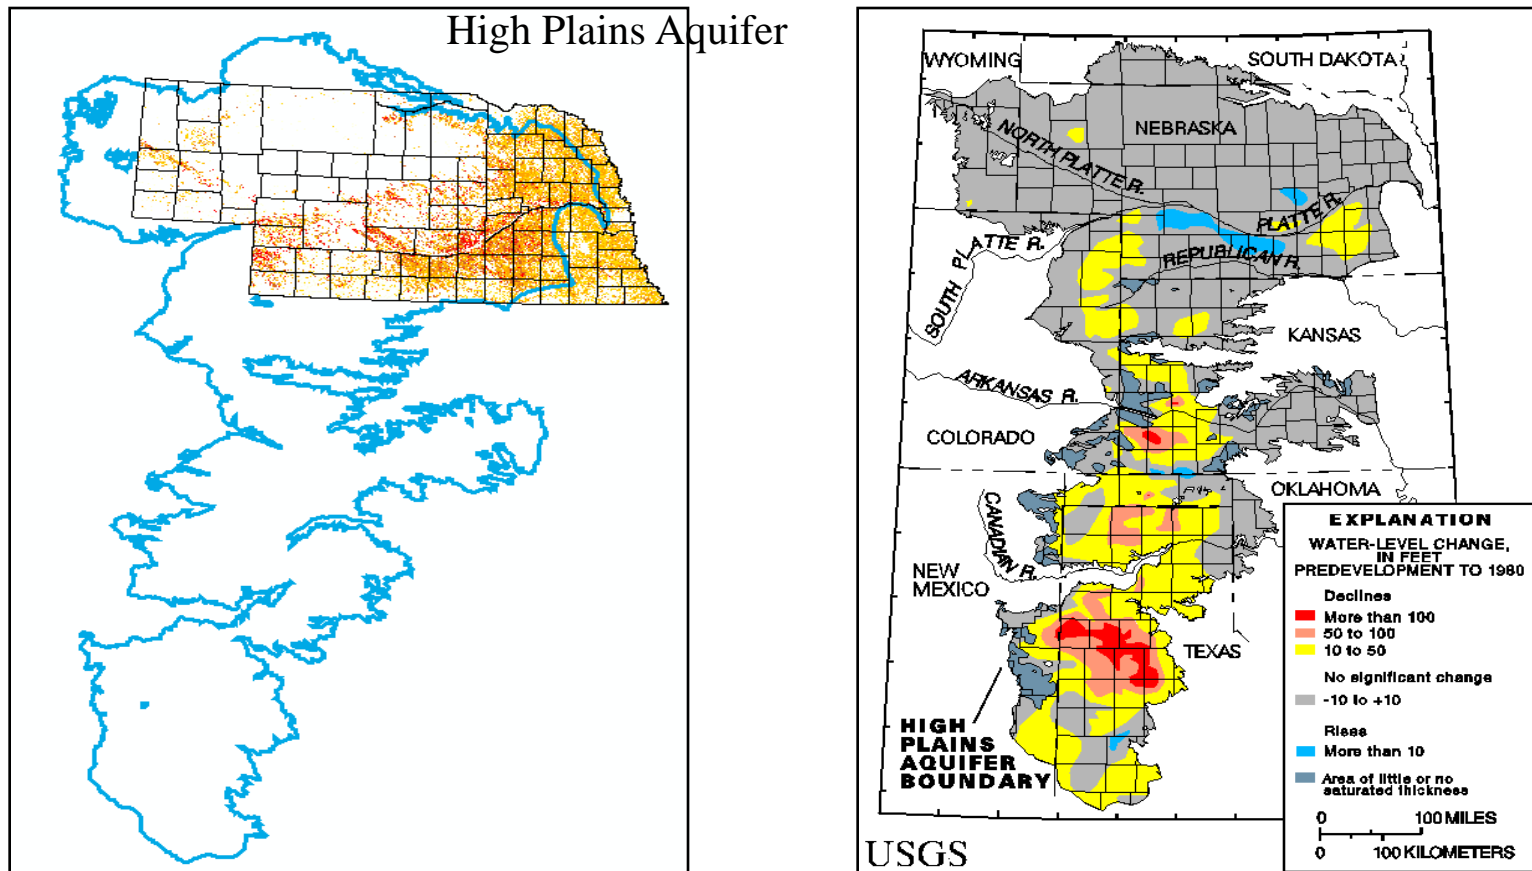 High Plains Aquifer
WYOMING
SOUTH DAKOTA
NEBRASKA
NORTH PLATTE R.
PLATTE R.
REPUBLICAN R.
SOUTH PLATTE R.
KANSAS
ARKANSAS R.
COLORADO
OKLAHOMA
CANADIAN R.
NEW
MEXICO
TEXAS
HIGH
PLAINS
AQUIFER
BOUNDARY
EXPLANATION
WATER-LEVEL CHANGE,
IN FEET
PREDEVELOPMENT TO 1980
Declines
More than 100
50 to 100
10 to 50
No significant change
-10 to +10
Rises
More than 10
Area of little or no
saturated thickness
0 100 MILES
0 100 KILOMETERS
USGS